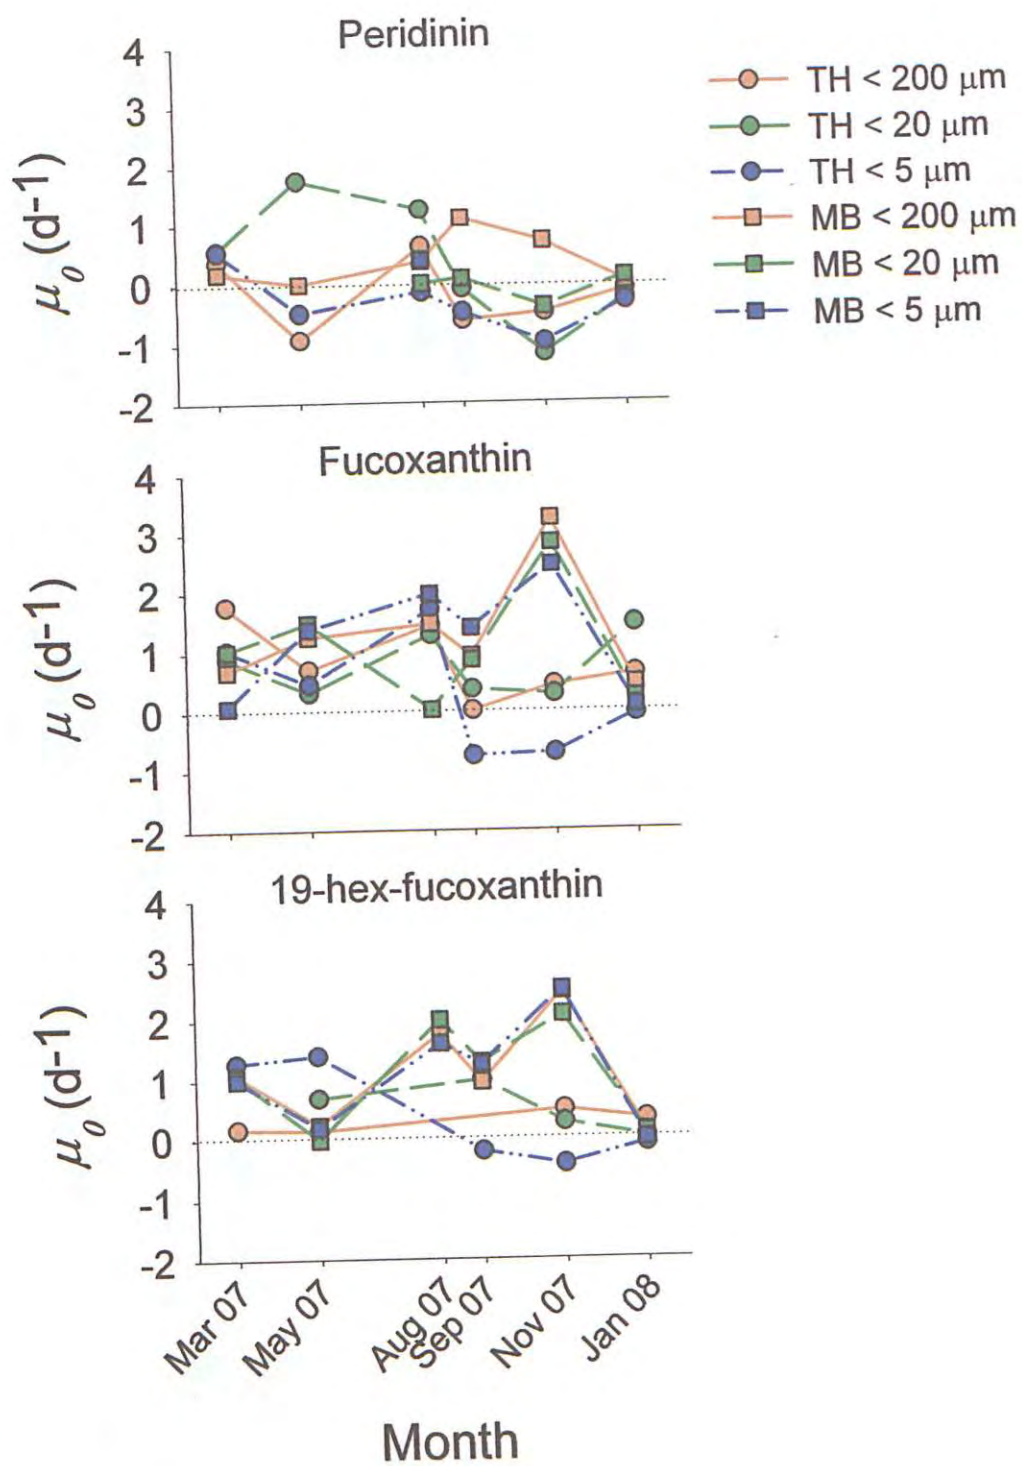 Peridinin
4
3
2
1
0
-1
-2
μ0 (d-1)
TH < 200 μm
TH < 20 μm
TH < 5 μm
MB < 200 μm
MB < 20 μm
MB < 5 μm
Fucoxanthin
4
3
2
1
0
-1
-2
μ0 (d-1)
19-hex-fucoxanthin
4
3
2
1
0
-1
-2
μ0 (d-1)
Mar 07
May 07
Aug 07
Sep 07
Nov 07
Jan 08
Month